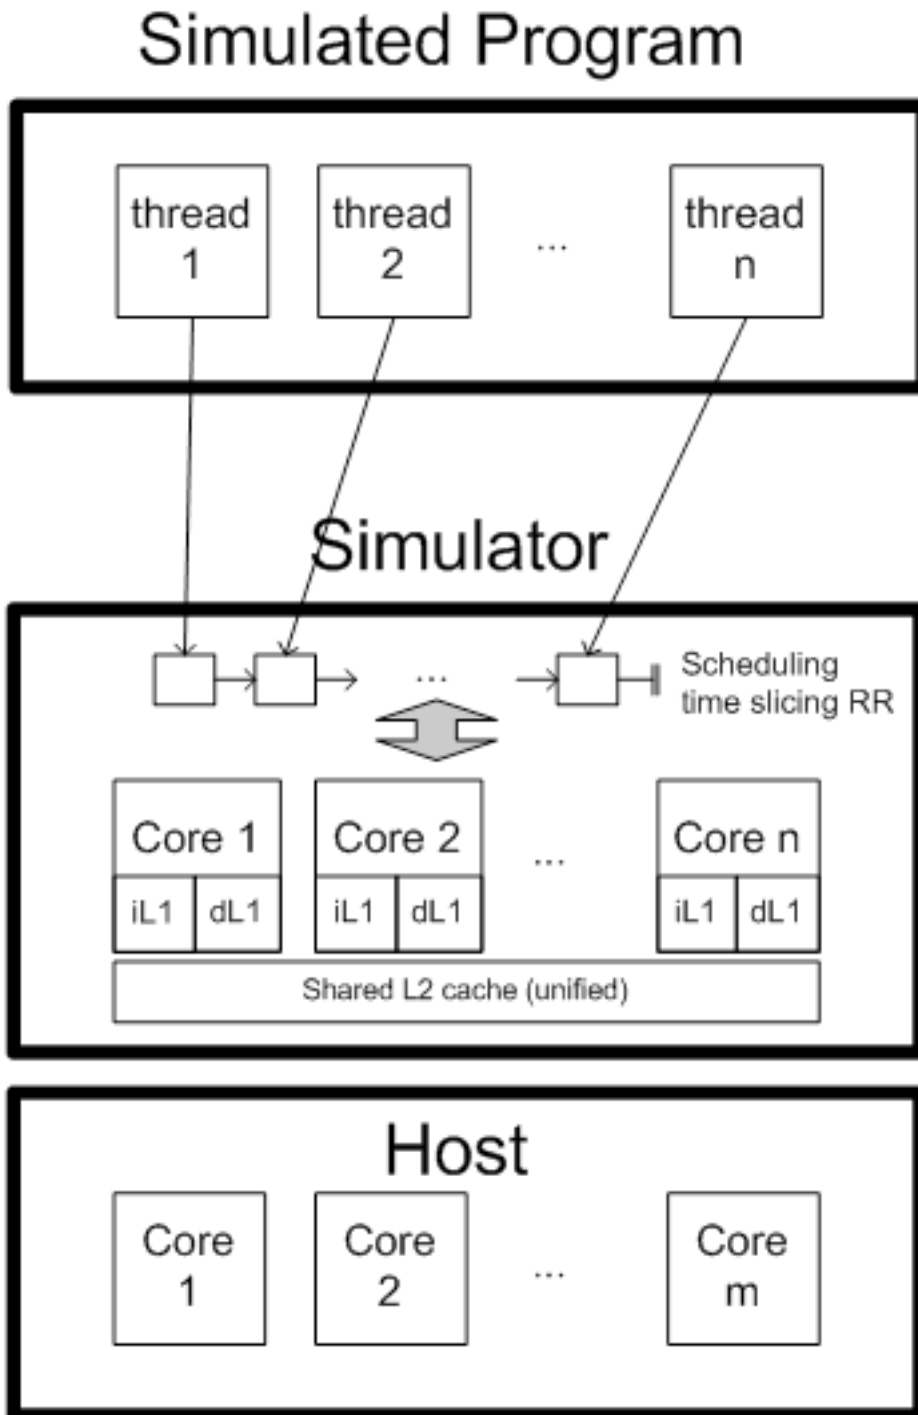 Simulated Program
thread
1
thread
2
...
thread
n
Simulator
...
Scheduling
time slicing RR
Core 1
iL1
dL1
Core 2
iL1
dL1
...
Core n
iL1
dL1
Shared L2 cache (unified)
Host
Core
1
Core
2
...
Core
m